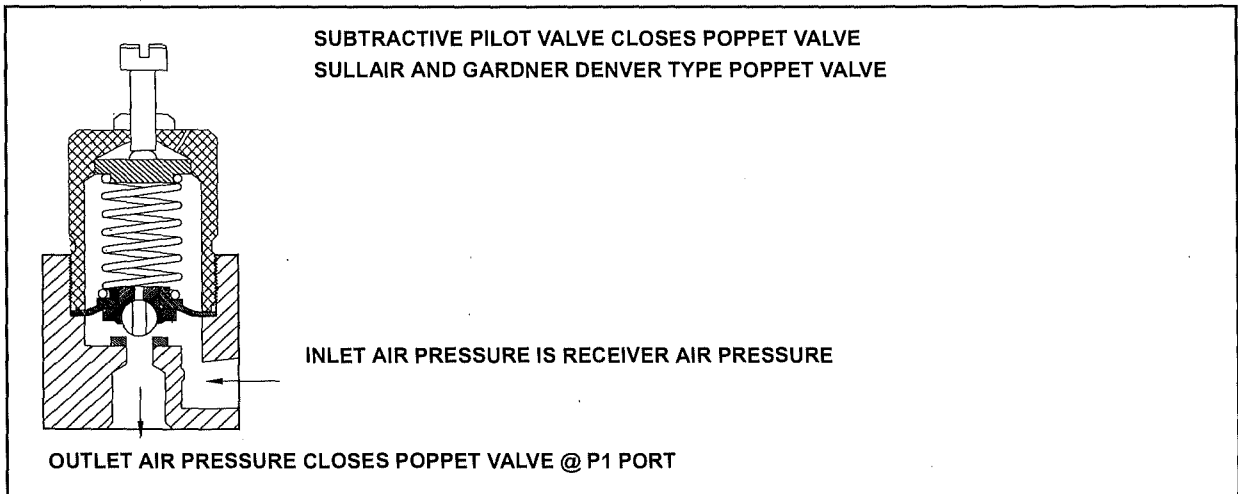 SUBTRACTIVE PILOT VALVE CLOSES POPPET VALVE
SULLAIR AND GARDNER DENVER TYPE POPPET VALVE
INLET AIR PRESSURE IS RECEIVER AIR PRESSURE
OUTLET AIR PRESSURE CLOSES POPPET VALVE @ P1 PORT